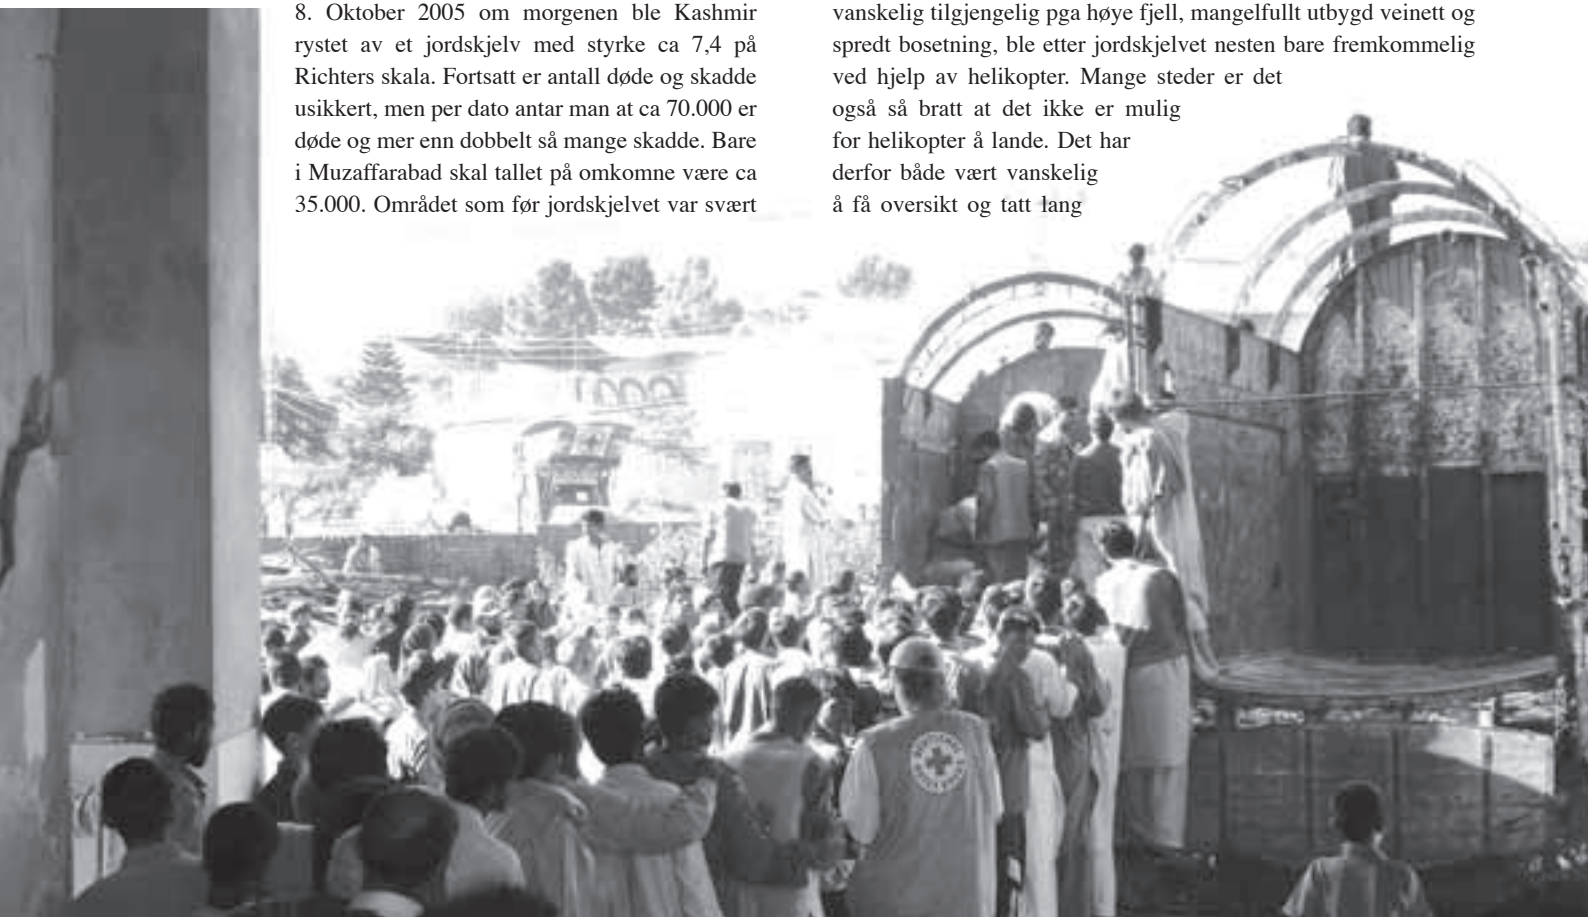 8. Oktober 2005 om morgenen ble Kashmir
rystet av et jordskjelv med styrke ca 7,4 på
Richters skala. Fortsatt er antall døde og skadde
usikkert, men per dato antar man at ca 70.000 er
døde og mer enn dobbelt så mange skadde. Bare
i Muzaffarabad skal tallet på omkomne være ca
35.000. Området som før jordskjelvet var svært
vanskelig tilgjengelig pga høye fjell, mangelfullt utbygd veinett og
spredt bosetning, ble etter jordskjelvet nesten bare fremkommelig
ved hjelp av helikopter. Mange steder er det
også så bratt at det ikke er mulig
for helikopter å lande. Det har
derfor både vært vanskelig
å få oversikt og tatt lang